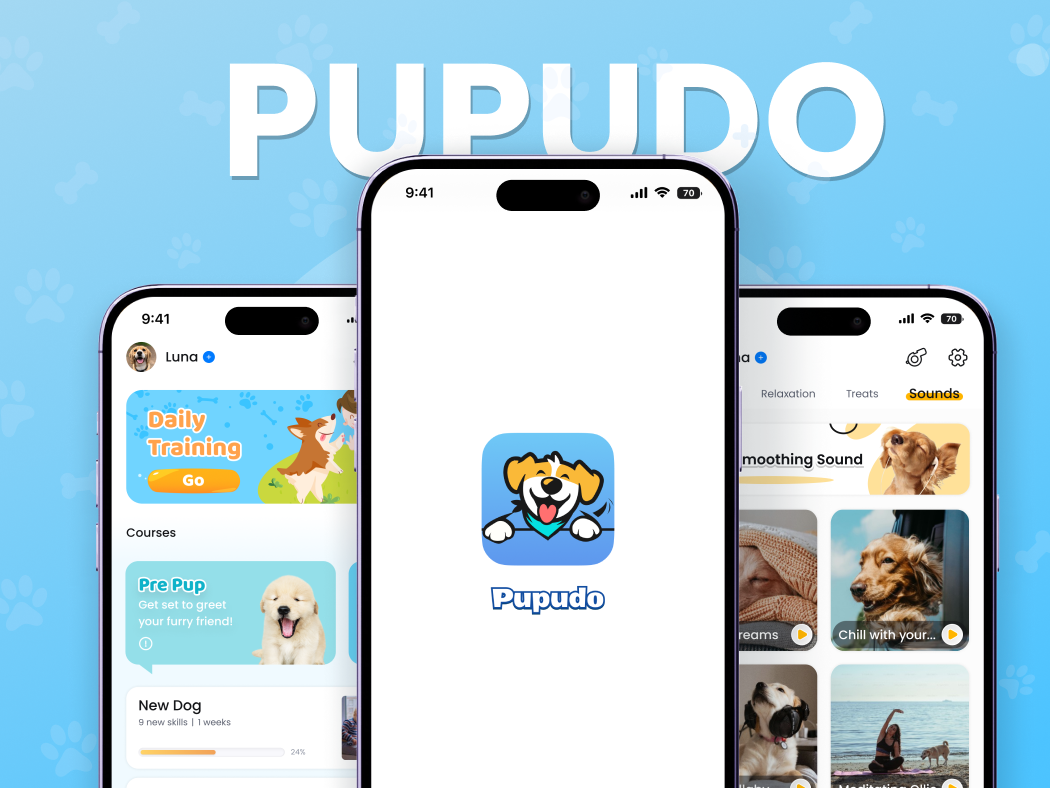 PUPUDO
9:41
70
Luna
Daily
Training
Go
Courses
Pre Pup
Get set to greet
your furry friend!
New Dog
9 new skills | 1 weeks
24%
9:41
70
Pupudo
Relaxation
Treats
Sounds
moothing Sound
reams
Chill with your...